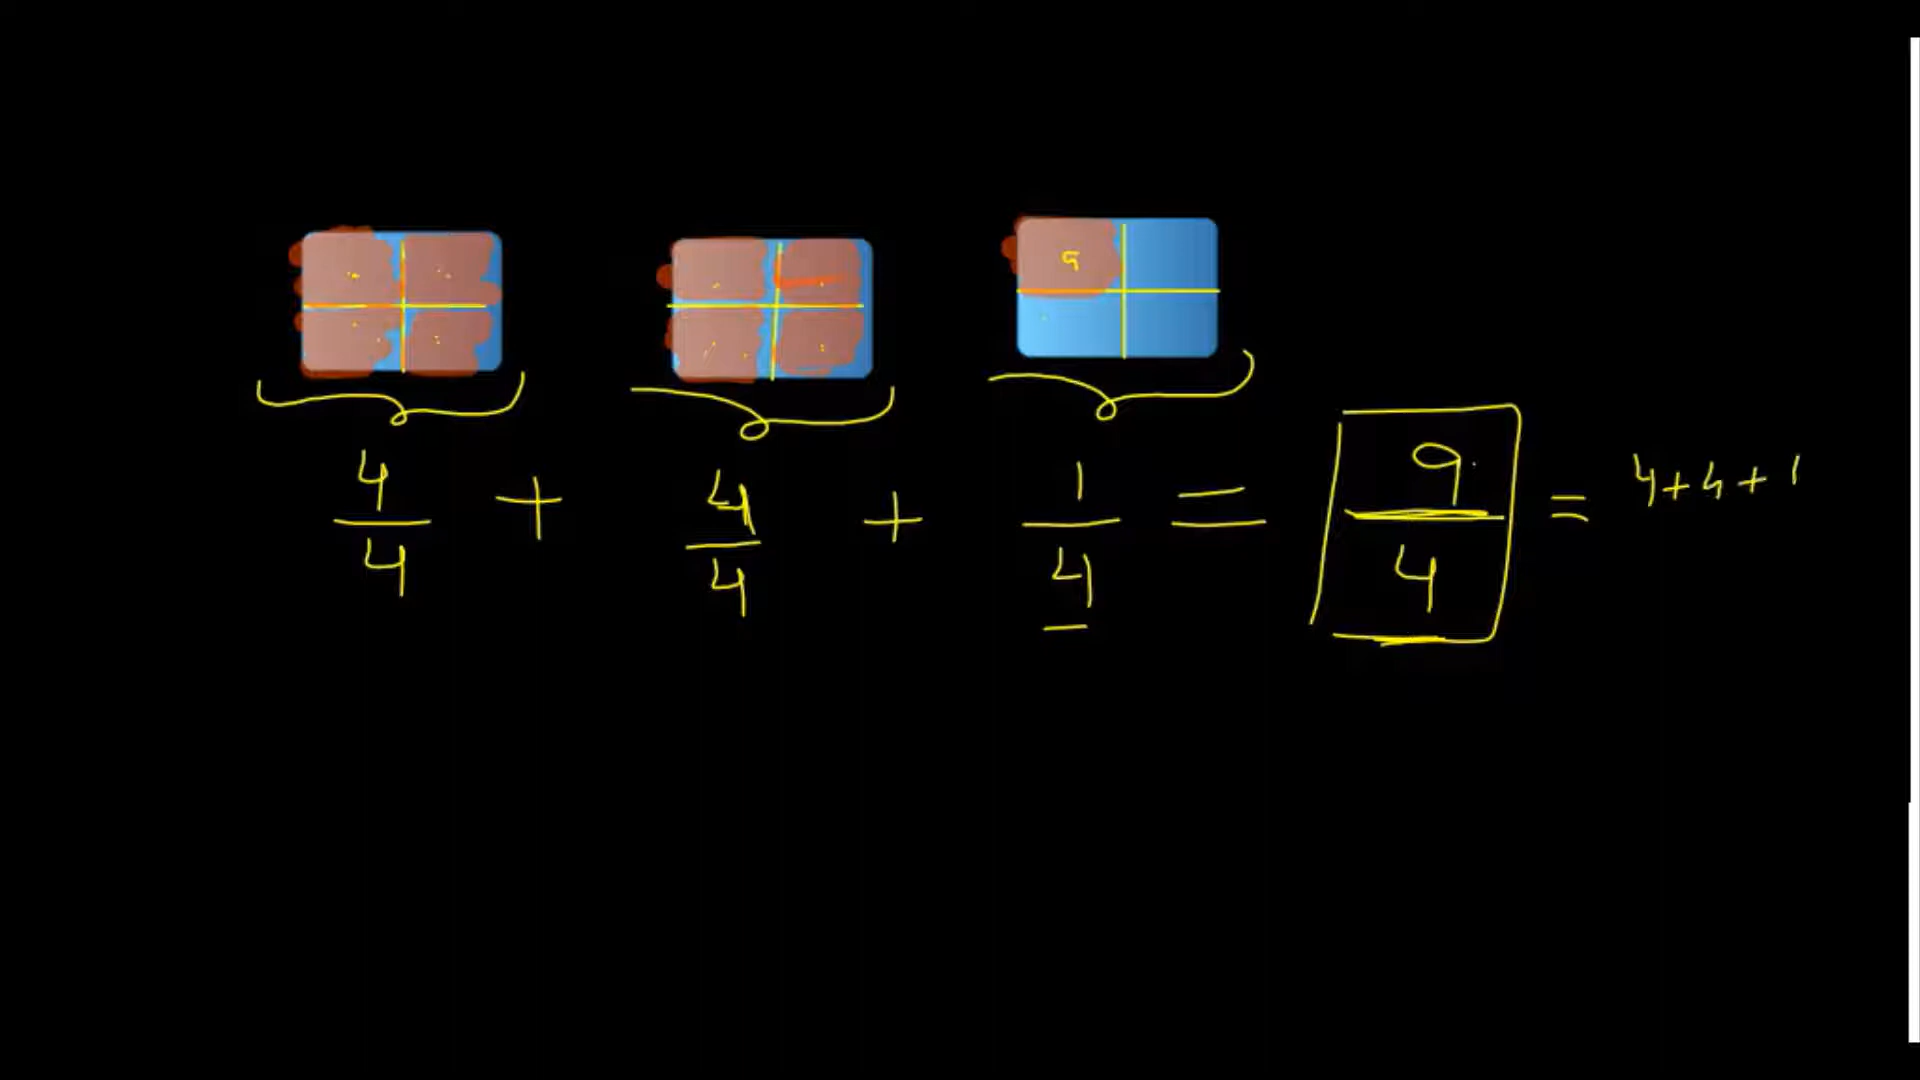 9
4/4 + 4/4 + 1/4 = 9/4 = 4+4+1